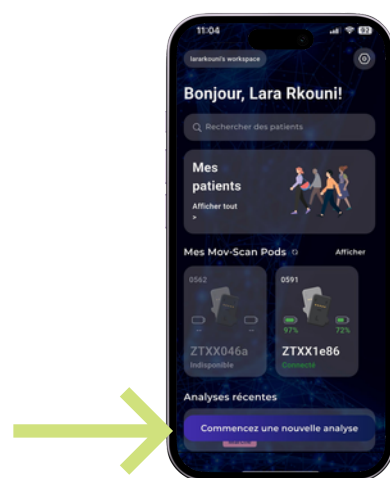 11:04
92
lararkouni's workspace
Bonjour, Lara Rkouni!
Rechercher des patients
Mes
patients
Afficher tout
>
Mes Mov-Scan Pods
Afficher
0562
0591
--
--
97%
72%
ZTXX046a
ZTXX1e86
Indisponible
Connecté
Analyses récentes
Commencez une nouvelle analyse